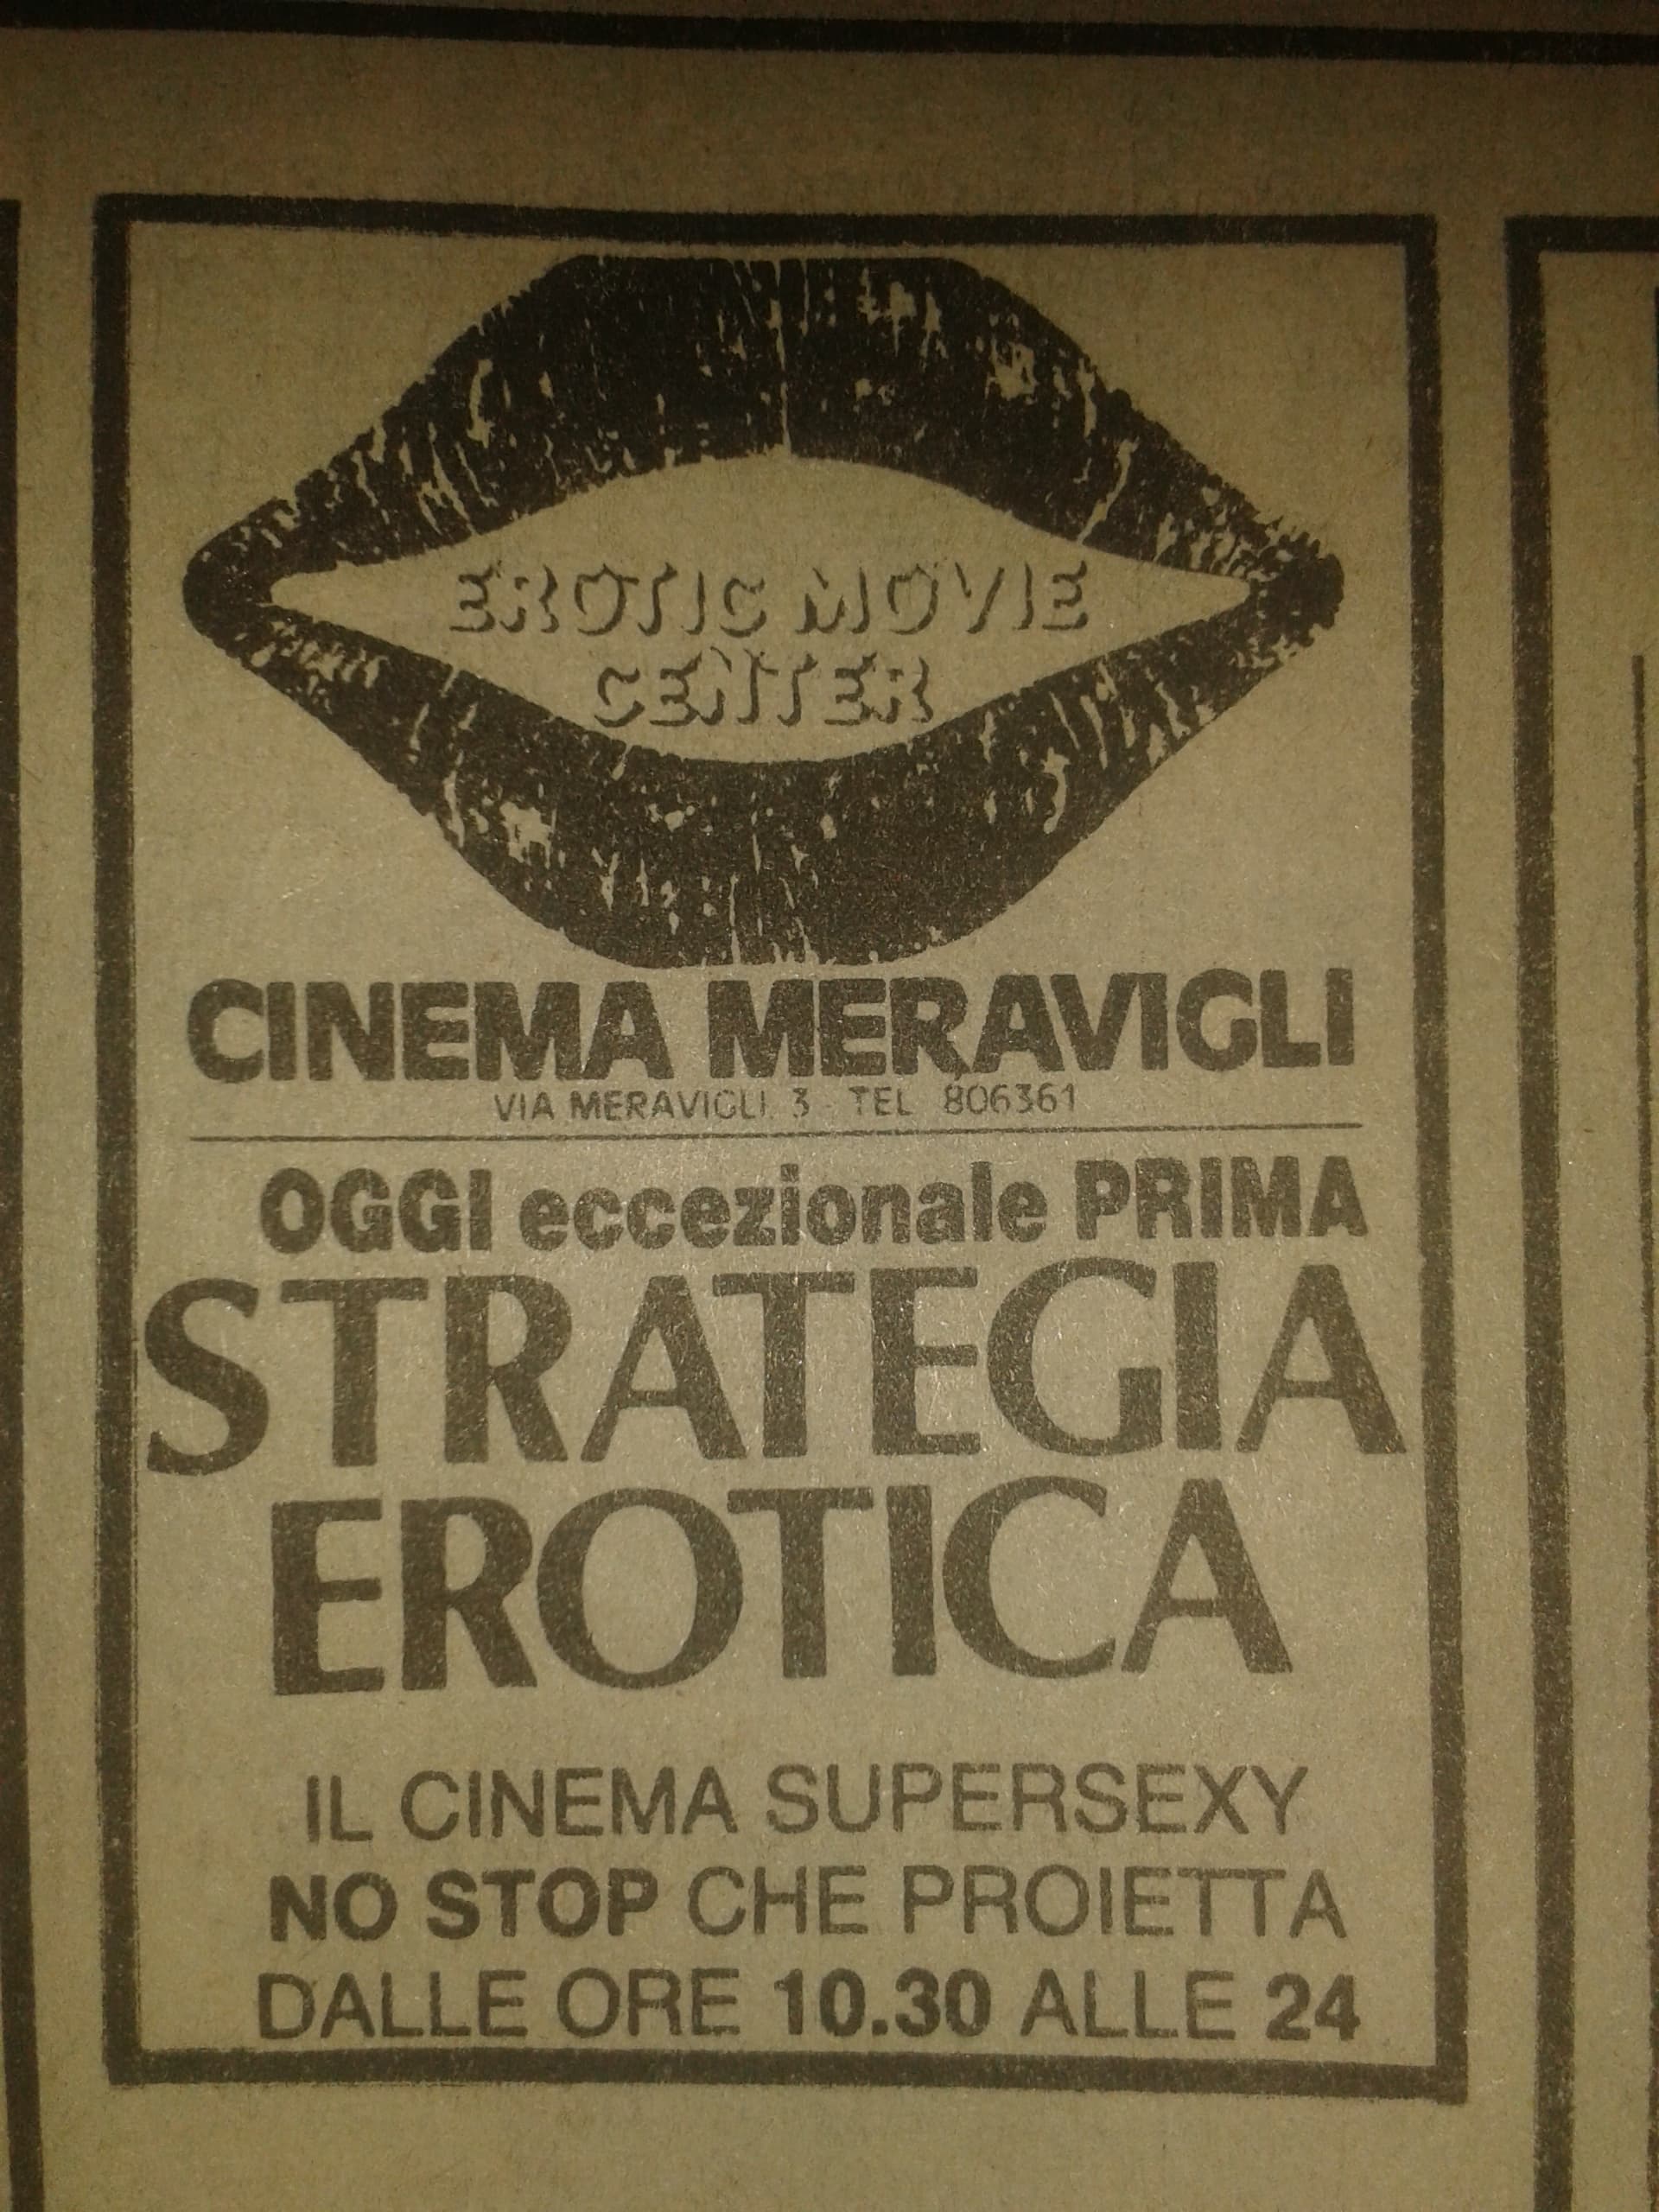 EROTIC MOVIE
CENTER
CINEMA MERAVIGLI
VIA MERAVIGLI, 3 - TEL 806361
OGGI eccezionale PRIMA
STRATEGIA
EROTICA
IL CINEMA SUPERSEXY
NO STOP CHE PROIETTA
DALLE ORE 10.30 ALLE 24